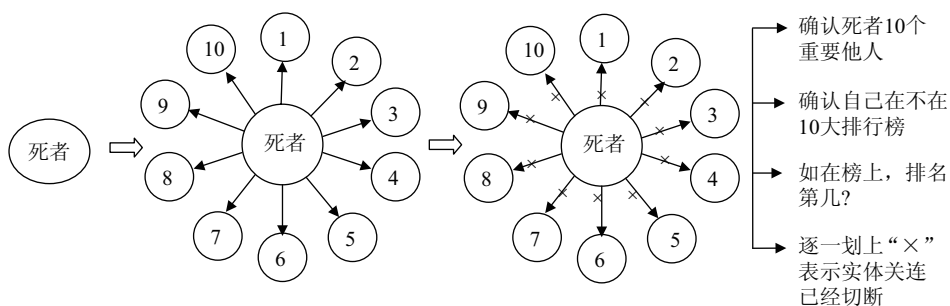 死者
死者
1
2
3
4
5
6
7
8
9
10
死者
1
2
3
4
5
6
7
8
9
10
×
×
×
×
×
×
×
×
×
×
确认死者10个
重要他人
确认自己在不在
10大排行榜
如在榜上，排名
第几?
逐一划上“×”
表示实体关连
已经切断